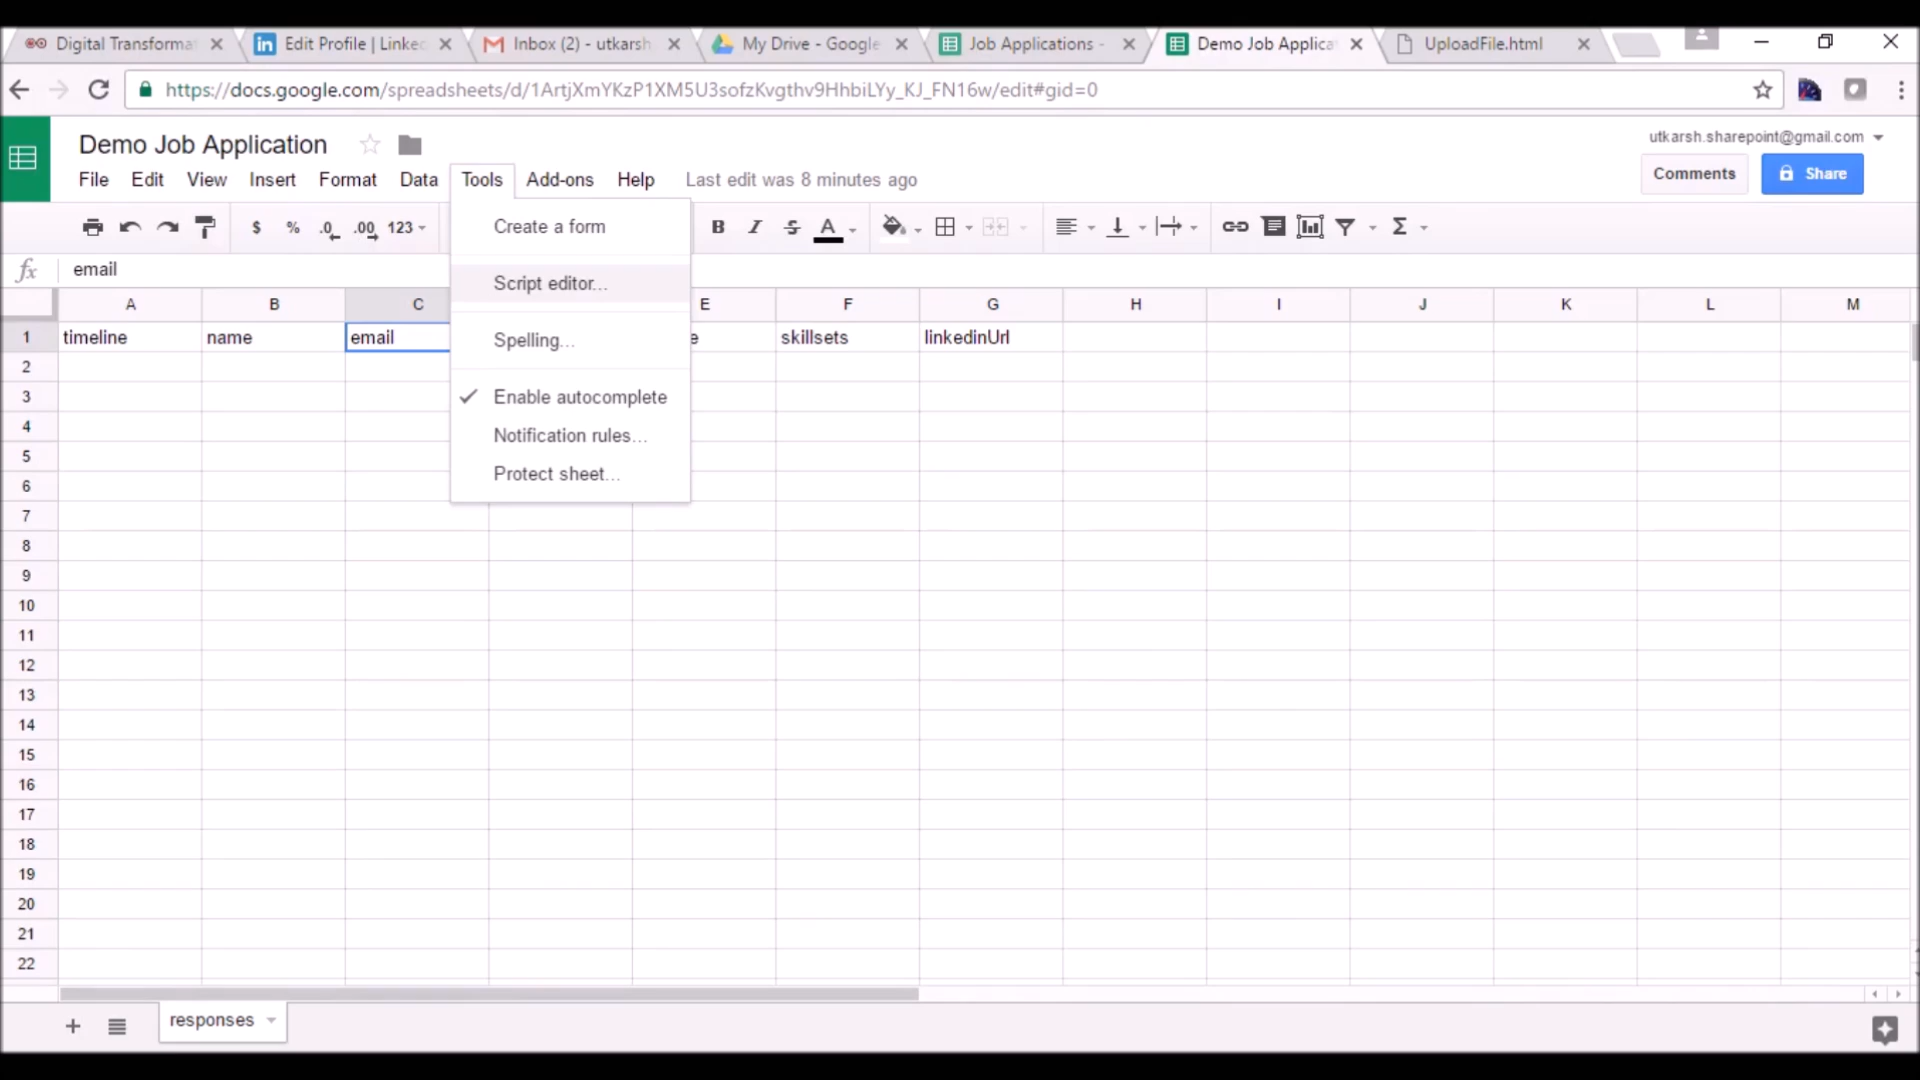 Digital Transforma
Edit Profile | Linke
Inbox (2) - utkarsh
My Drive - Google
Job Applications -
Demo Job Applica
UploadFile.html
https://docs.google.com/spreadsheets/d/1ArtjXmYKzP1XM5U3sofzKvgthv9HhbiLYy_KJ_FN16w/edit#gid=0
Demo Job Application
utkarsh.sharepoint@gmail.com
File Edit View Insert Format Data Tools Add-ons Help Last edit was 8 minutes ago
Comments
Share
$ % .0 .00 123
B I S A
Σ
Create a form
Script editor...
Spelling...
Enable autocomplete
Notification rules...
Protect sheet...
fx email
A B C E F G H I J K L M
1 timeline name email e skillsets linkedinUrl
2
3
4
5
6
7
8
9
10
11
12
13
14
15
16
17
18
19
20
21
22
responses